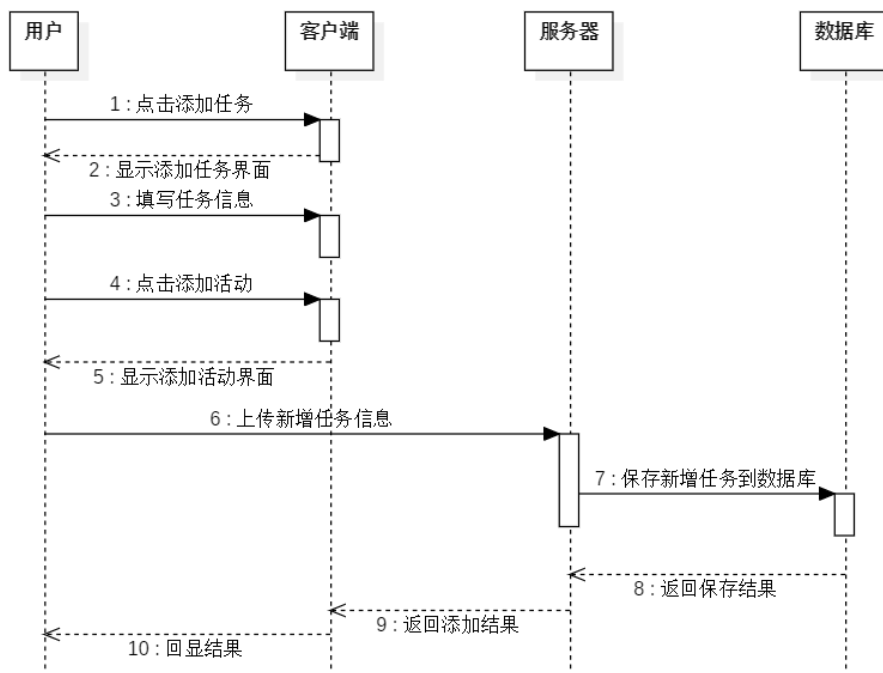 用户
客户端
服务器
数据库
1 : 点击添加任务
2 : 显示添加任务界面
3 : 填写任务信息
4 : 点击添加活动
5 : 显示添加活动界面
6 : 上传新增任务信息
7 : 保存新增任务到数据库
8 : 返回保存结果
9 : 返回添加结果
10 : 回显结果